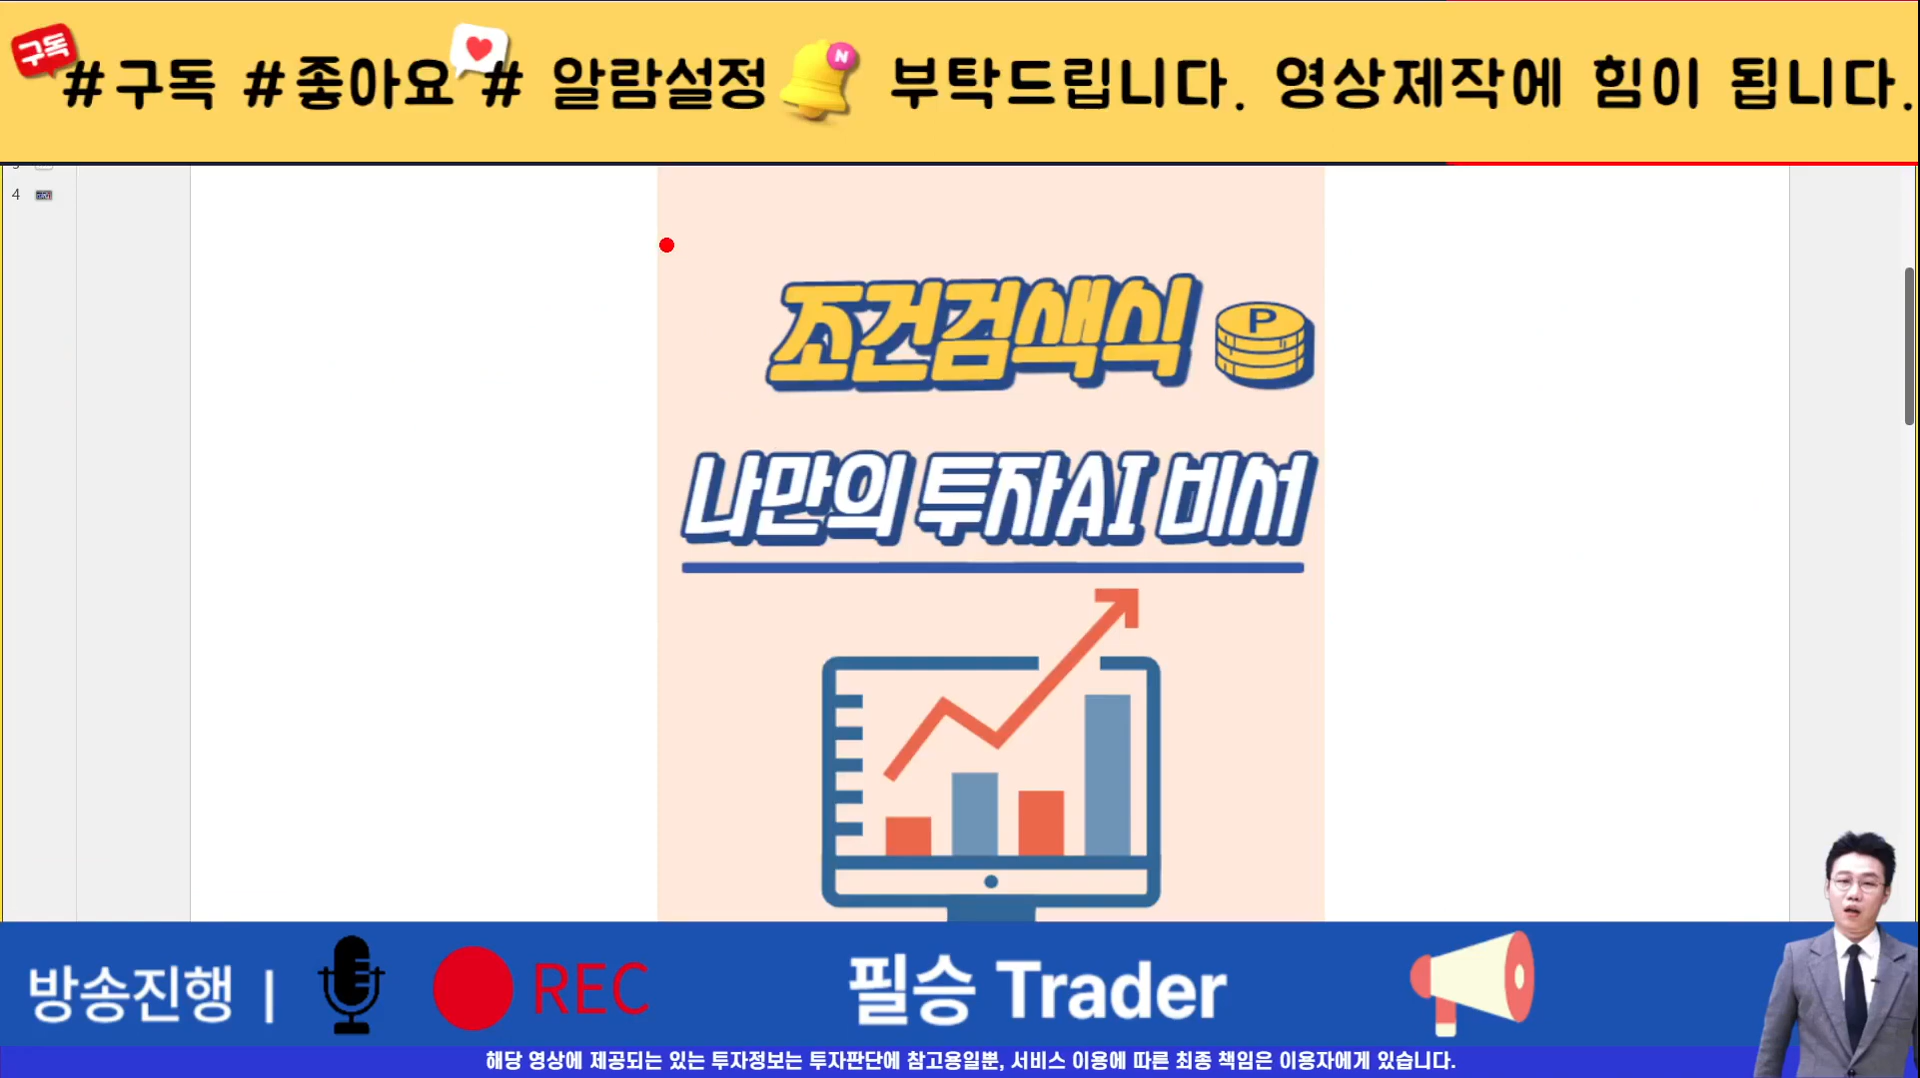 구독
#구독 #좋아요 # 알람설정 N 부탁드립니다. 영상제작에 힘이 됩니다.
4
조건검색식 P
나만의 투자AI 비서
방송진행 | REC 필승 Trader
해당 영상에 제공되는 있는 투자정보는 투자판단에 참고용일뿐, 서비스 이용에 따른 최종 책임은 이용자에게 있습니다.